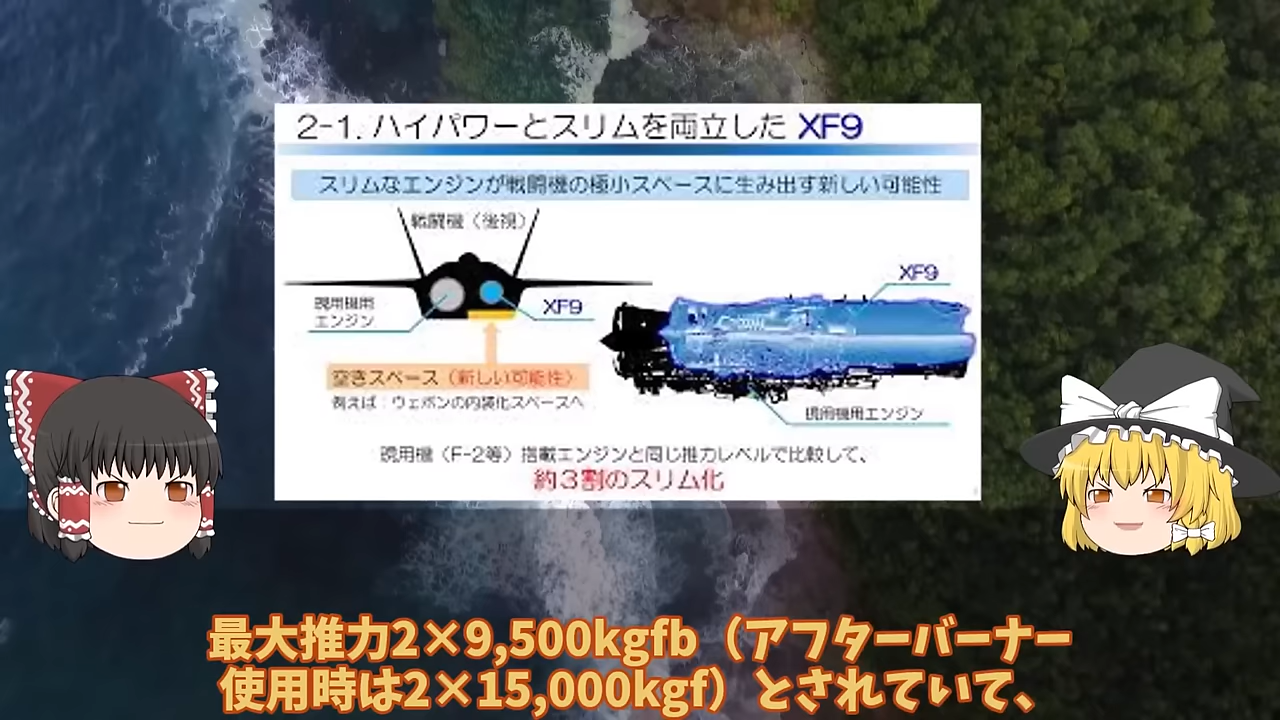 2-1. ハイパワーとスリムを両立した XF9
スリムなエンジンが戦闘機の極小スペースに生み出す新しい可能性
戦闘機（後視）
XF9
現用機用
エンジン
XF9
空きスペース（新しい可能性）
例えば：ウェポンの内装化スペースへ
現用機用エンジン
現用機（F-2等）搭載エンジンと同じ推力レベルで比較して、
約３割のスリム化
最大推力2×9,500kgfb（アフターバーナー
使用時は2×15,000kgf）とされていて、